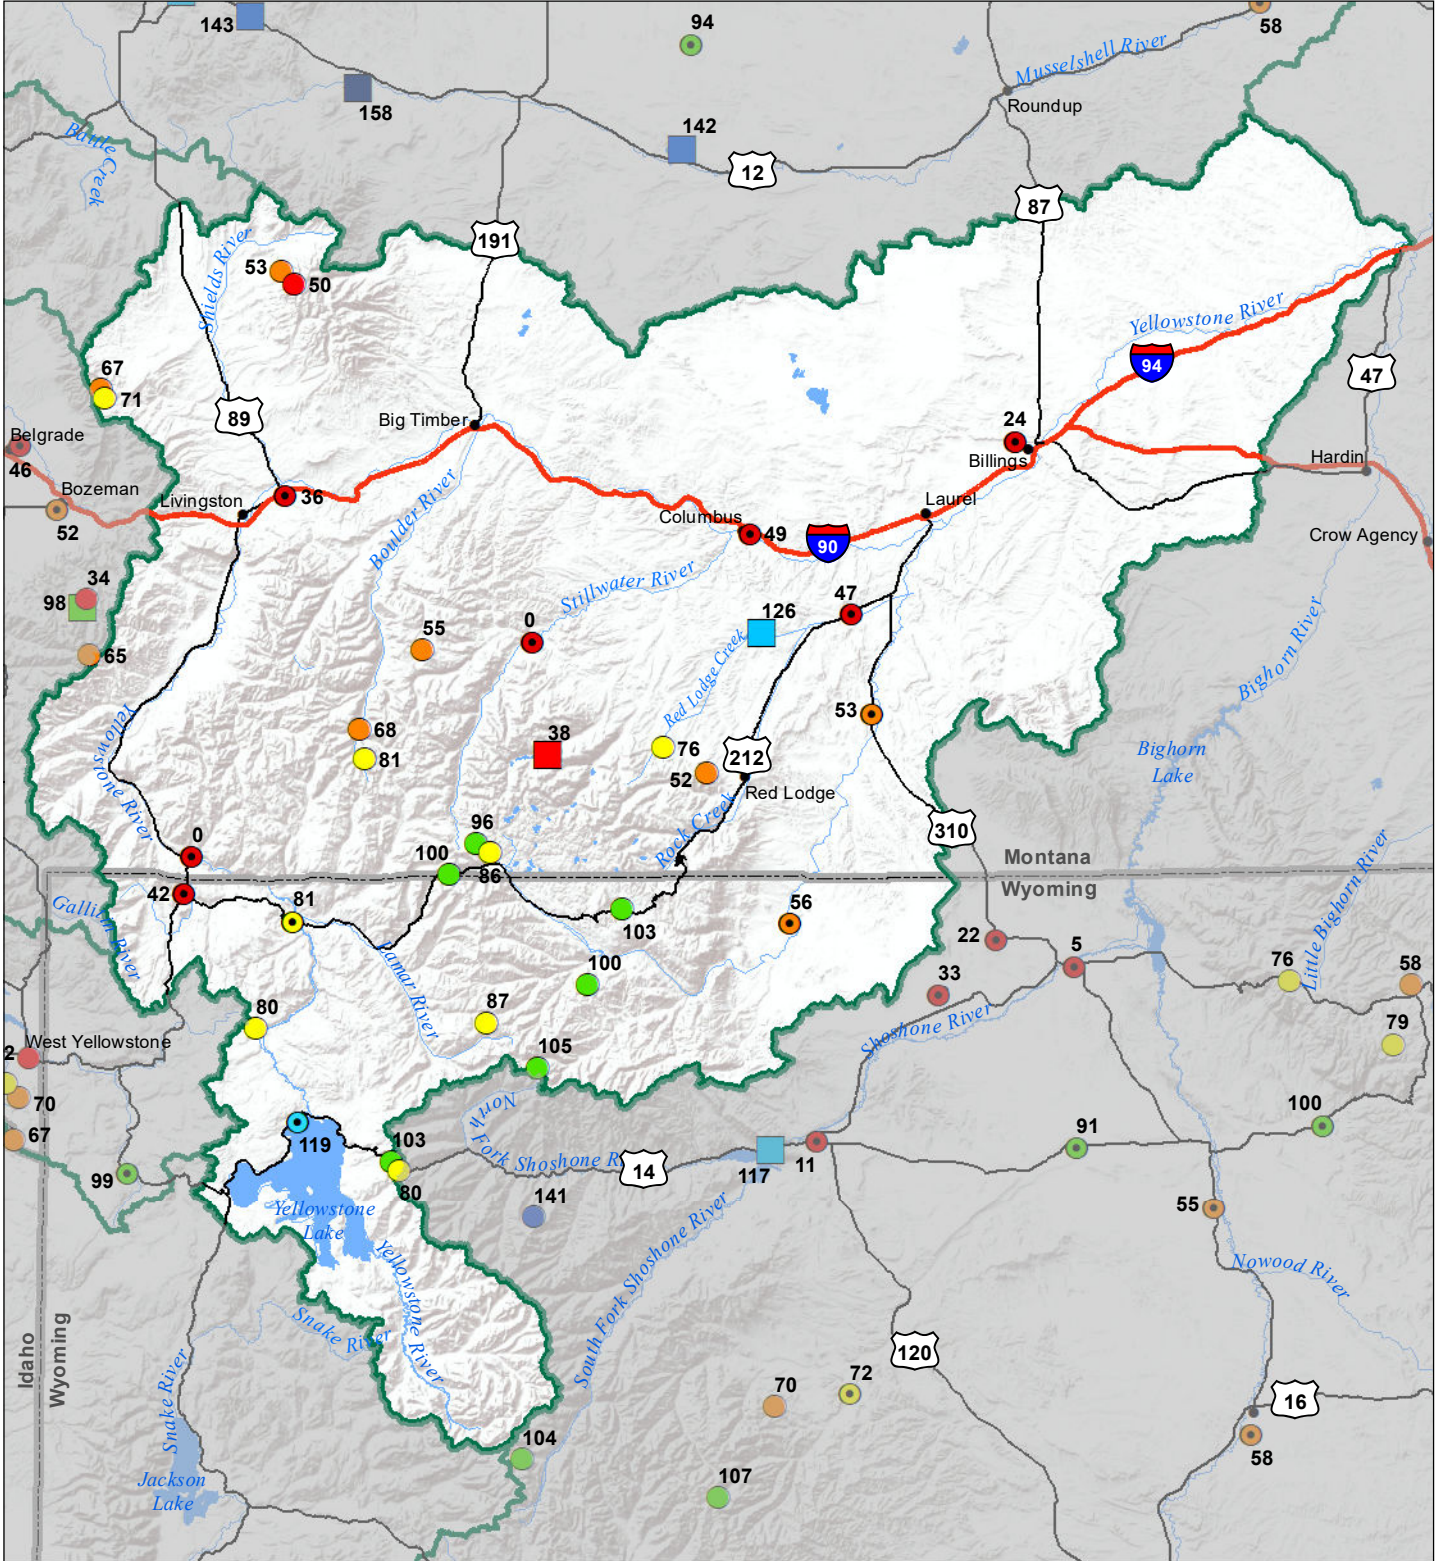 143
94
58
Musselshell River
158
Roundup
Battle
Creek
142
12
87
191
Shields River
53
50
Yellowstone River
94
67
71
47
89
Big Timber
24
Belgrade
46
Billings
Hardin
Bozeman
Livingston
36
Laurel
52
Columbus
49
90
Boulder River
Crow Agency
34
98
Stillwater River
47
0
126
55
65
Red Lodge Creek
Bighorn River
53
Yellowstone River
68
38
76
Bighorn
Lake
81
212
52
Red Lodge
96
310
0
100
86
Rock Creek
Montana
Wyoming
Little Bighorn River
42
81
56
Gallatin River
103
22
5
Lamar River
100
33
76
58
80
87
Shoshone River
79
West Yellowstone
2
105
70
North
Fork Shoshone R
100
67
119
103
91
99
80
14
117
11
141
55
Yellowstone
Lake
South Fork Shoshone River
Yellowstone River
Nowood River
Snake River
Idaho
Wyoming
120
Snake River
70
72
16
104
58
Jackson
Lake
107